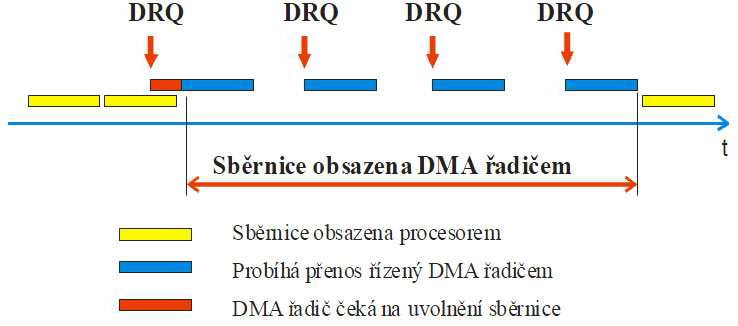 DRQ DRQ DRQ DRQ
t
Sběrnice obsazena DMA řadičem
Sběrnice obsazena procesorem
Probíhá přenos řízený DMA řadičem
DMA řadič čeká na uvolnění sběrnice